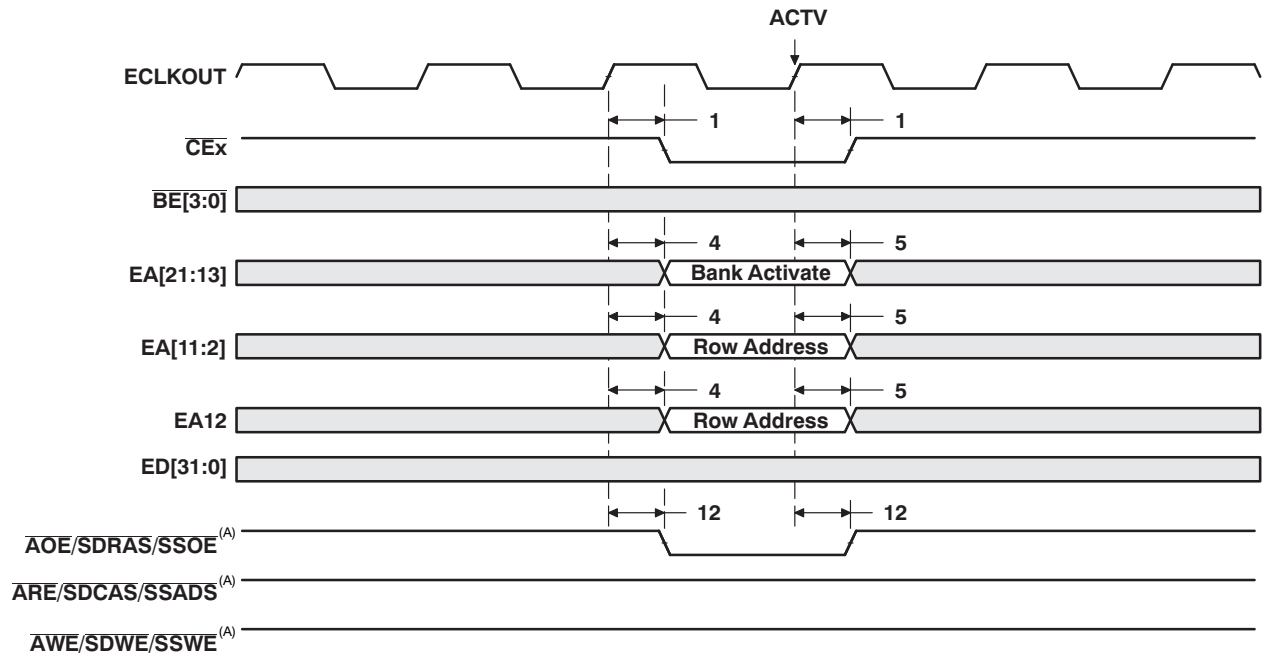 ACTV
ECLKOUT
1 1
CEx
BE[3:0]
4 5
EA[21:13] Bank Activate
4 5
EA[11:2] Row Address
4 5
EA12 Row Address
ED[31:0]
12 12
AOE/SDRAS/SSOE(A)
ARE/SDCAS/SSADS(A)
AWE/SDWE/SSWE(A)